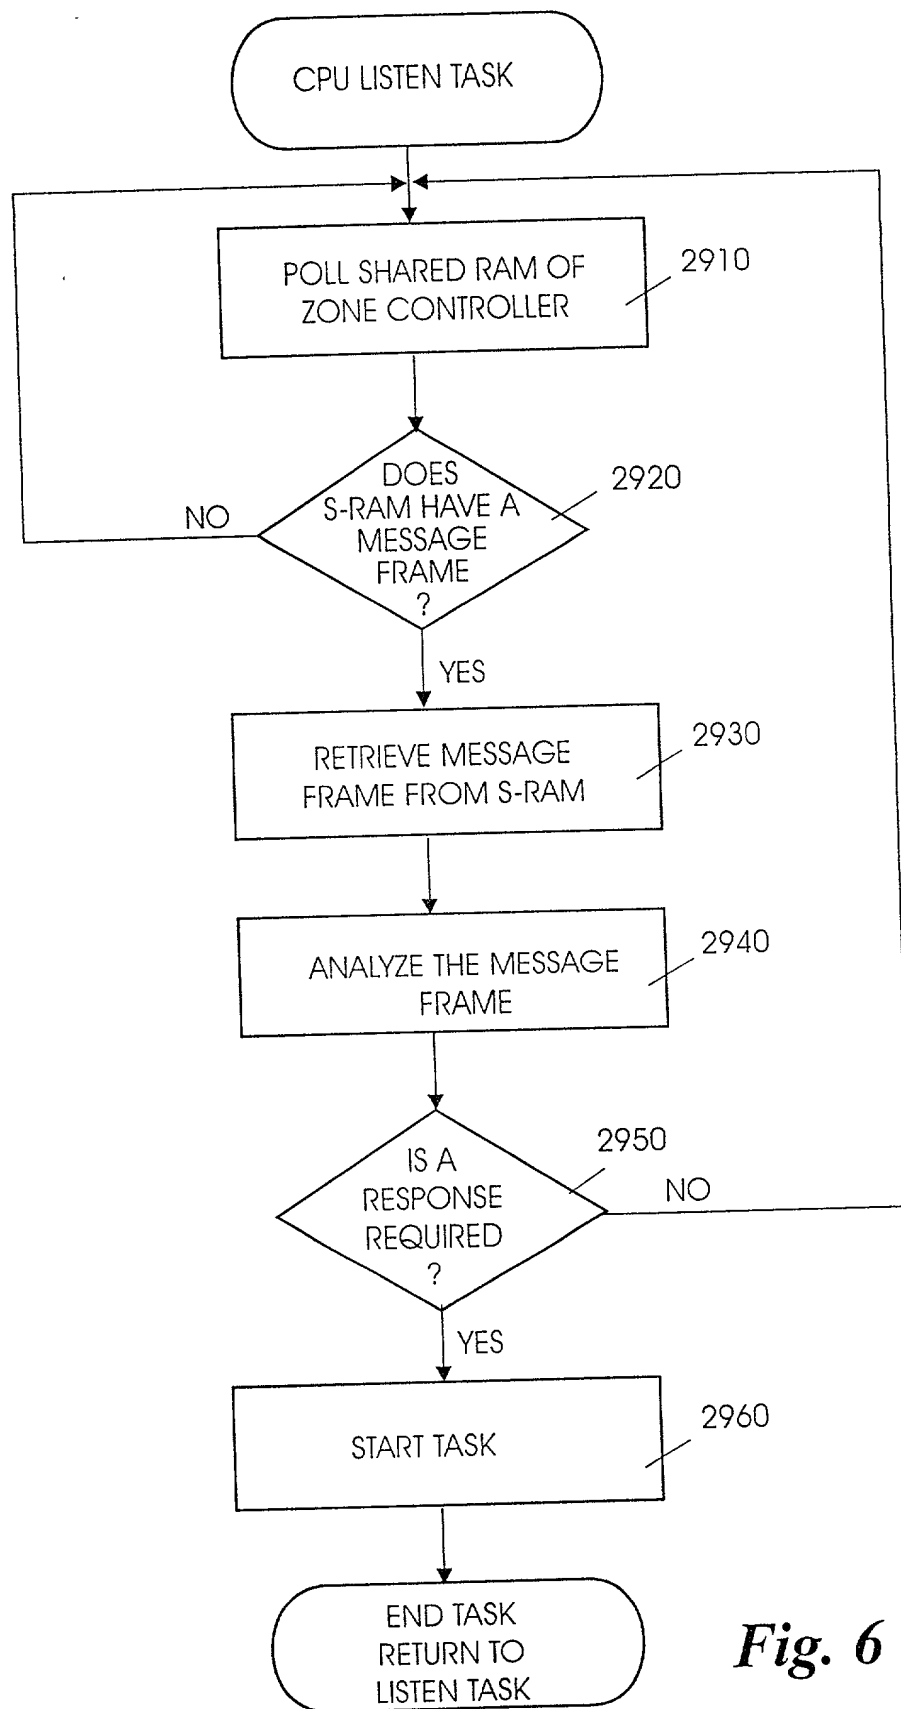 CPU LISTEN TASK
POLL SHARED RAM OF
ZONE CONTROLLER
2910
DOES
S-RAM HAVE A
MESSAGE
FRAME
?
2920
NO
YES
RETRIEVE MESSAGE
FRAME FROM S-RAM
2930
ANALYZE THE MESSAGE
FRAME
2940
IS A
RESPONSE
REQUIRED
?
2950
NO
YES
START TASK
2960
END TASK
RETURN TO
LISTEN TASK
Fig. 6